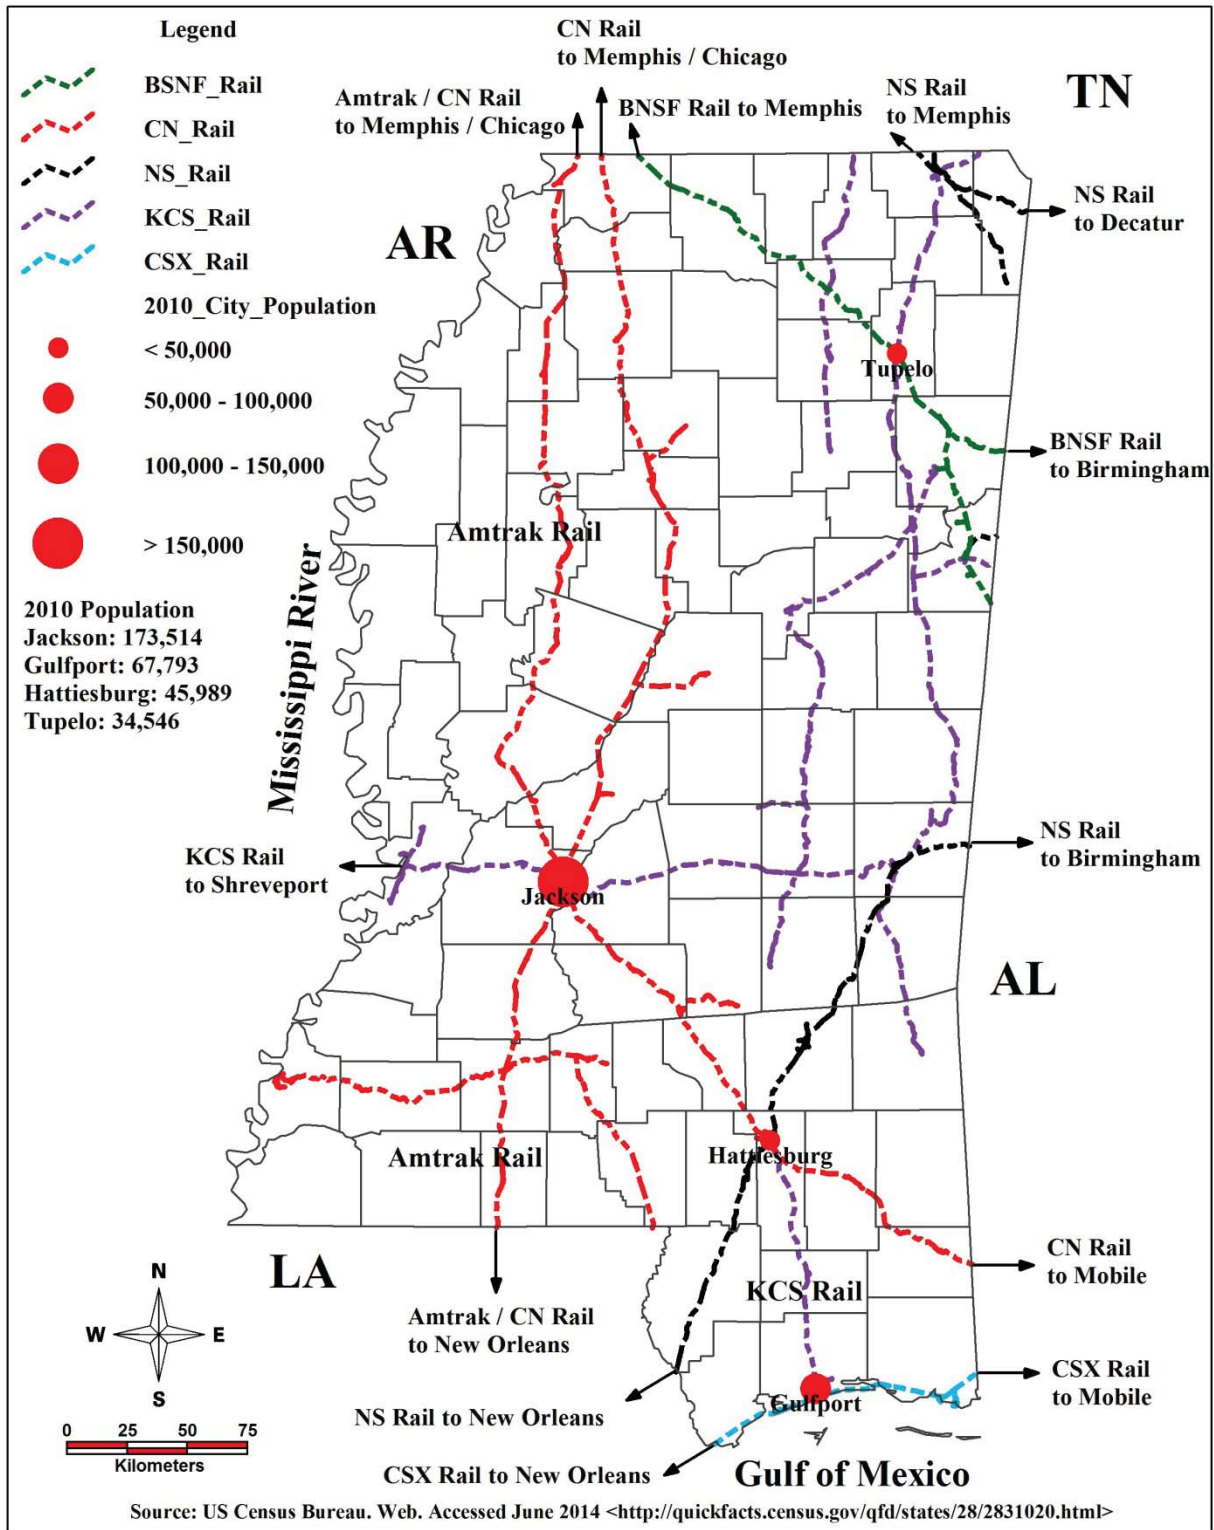 Legend
BSNF_Rail
CN_Rail
NS_Rail
KCS_Rail
CSX_Rail
2010_City_Population
< 50,000
50,000 - 100,000
100,000 - 150,000
> 150,000
2010 Population
Jackson: 173,514
Gulfport: 67,793
Hattiesburg: 45,989
Tupelo: 34,546
CN Rail
to Memphis / Chicago
Amtrak / CN Rail
to Memphis / Chicago
BNSF Rail to Memphis
NS Rail
to Memphis
TN
NS Rail
to Decatur
AR
Tupelo
BNSF Rail
to Birmingham
Amtrak Rail
Mississippi River
KCS Rail
to Shreveport
Jackson
NS Rail
to Birmingham
AL
Amtrak Rail
Hattiesburg
LA
CN Rail
to Mobile
KCS Rail
Amtrak / CN Rail
to New Orleans
CSX Rail
to Mobile
Gulfport
NS Rail to New Orleans
CSX Rail to New Orleans
Gulf of Mexico
N
W E
S
0 25 50 75
Kilometers
Source: US Census Bureau. Web. Accessed June 2014 <http://quickfacts.census.gov/qfd/states/28/2831020.html>